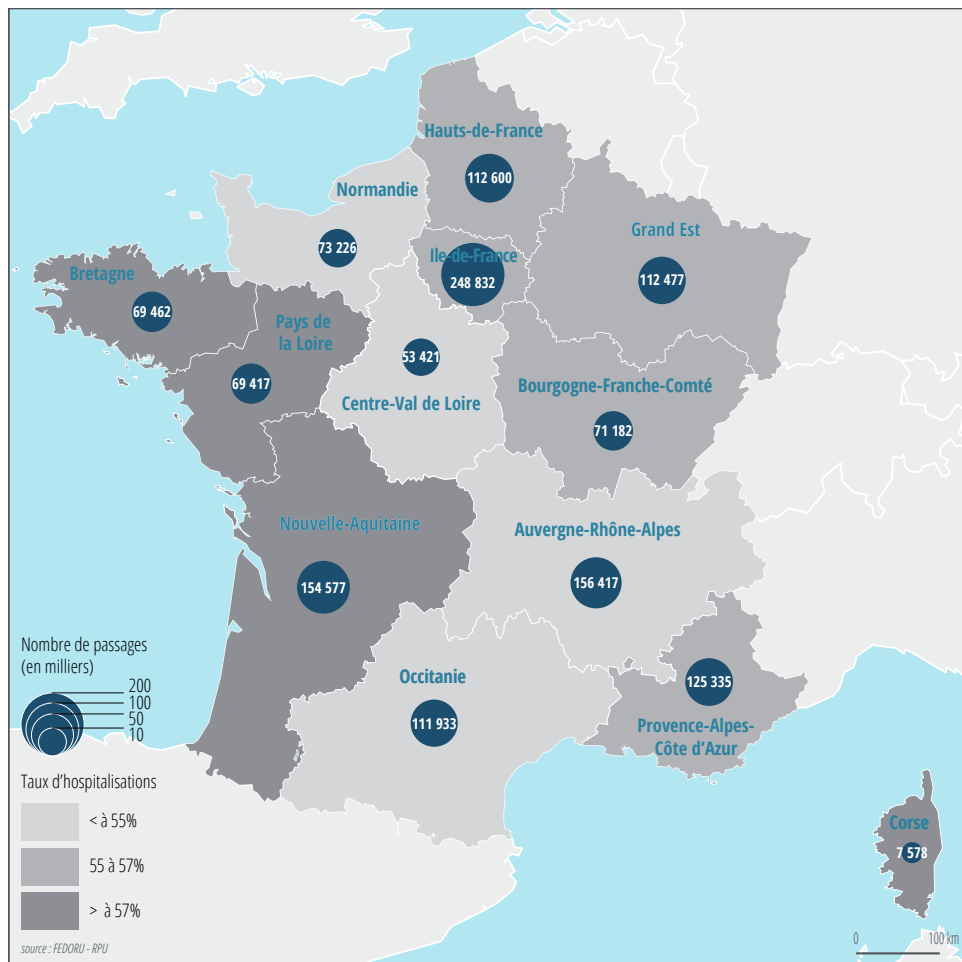 Hauts-de-France
112 600
Normandie
73 226
Grand Est
112 477
Ile-de-France
248 832
Bretagne
69 462
Pays de
la Loire
69 417
53 421
Centre-Val de Loire
Bourgogne-Franche-Comté
71 182
Nouvelle-Aquitaine
154 577
Auvergne-Rhône-Alpes
156 417
Occitanie
111 933
125 335
Provence-Alpes-
Côte d’Azur
Corse
7 578
Nombre de passages
(en milliers)
200
100
50
10
Taux d’hospitalisations
< à 55%
55 à 57%
> à 57%
source : FEDORU - RPU
0 100 km